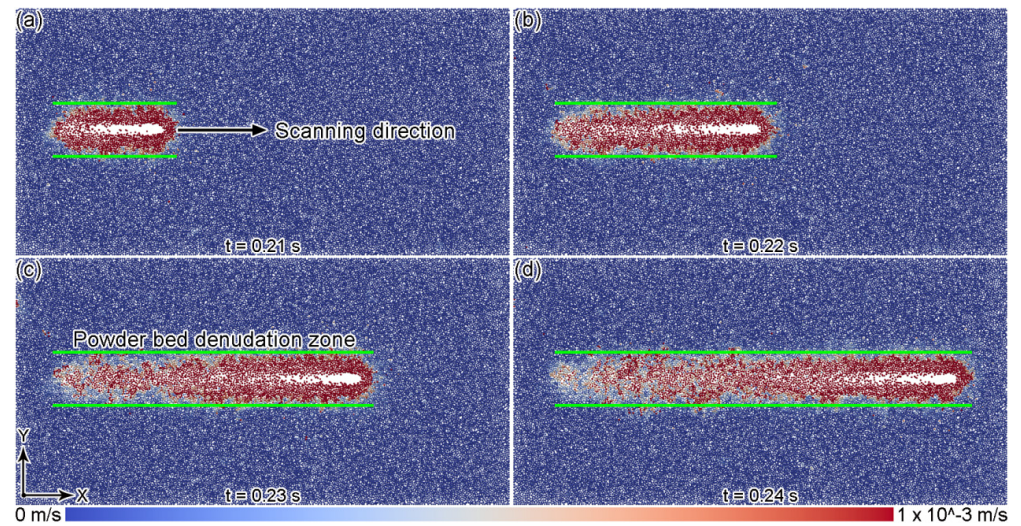 (a)
(b)
Scanning direction
t = 0.21 s
t = 0.22 s
(c)
(d)
Powder bed denudation zone
Y
X
t = 0.23 s
t = 0.24 s
0 m/s
1 x 10^-3 m/s